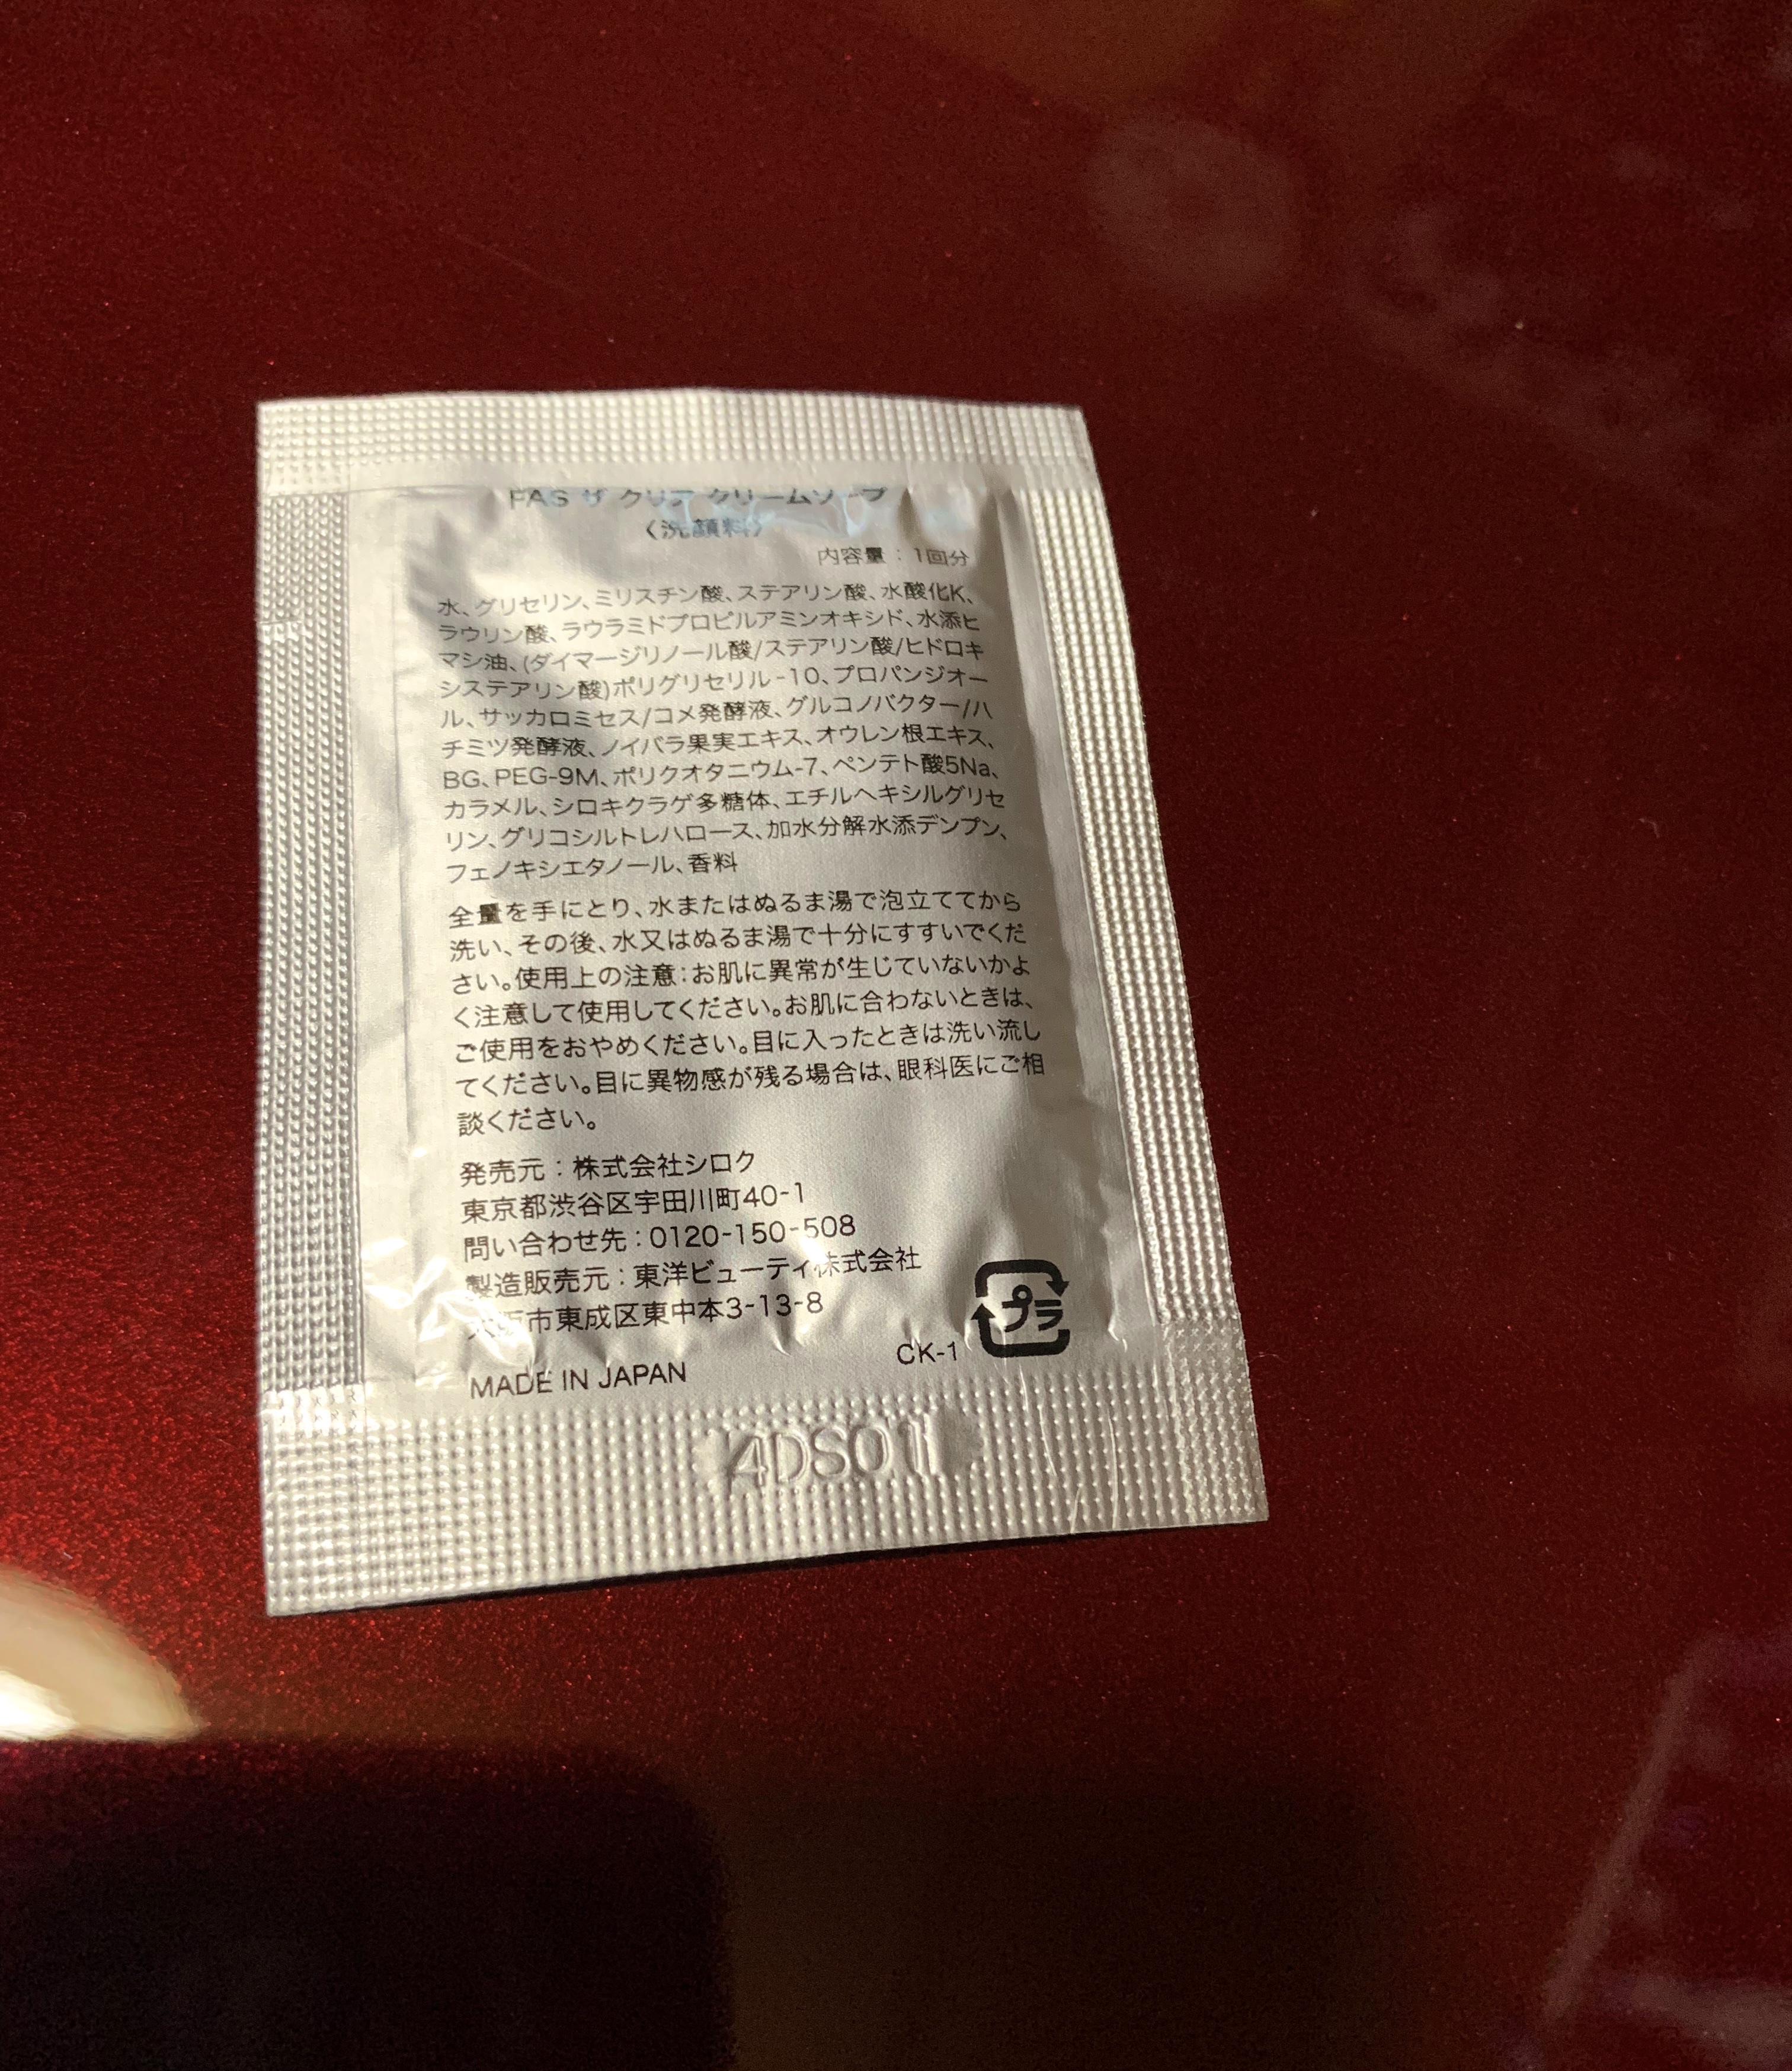 FAS ザ クリア クリームソープ
〈洗顔料〉
内容量：1回分
水、グリセリン、ミリスチン酸、ステアリン酸、水酸化K、
ラウリン酸、ラウラミドプロピルアミンオキシド、水添ヒ
マシ油、(ダイマージリノール酸/ステアリン酸/ヒドロキ
システアリン酸)ポリグリセリル-10、プロパンジオー
ル、サッカロミセス/コメ発酵液、グルコノバクター/ハ
チミツ発酵液、ノイバラ果実エキス、オウレン根エキス、
BG、PEG-9M、ポリクオタニウム-7、ペンテト酸5Na、
カラメル、シロキクラゲ多糖体、エチルヘキシルグリセ
リン、グリコシルトレハロース、加水分解水添デンプン、
フェノキシエタノール、香料
全量を手にとり、水またはぬるま湯で泡立ててから
洗い、その後、水又はぬるま湯で十分にすすいでくだ
さい。使用上の注意：お肌に異常が生じていないかよ
く注意して使用してください。お肌に合わないときは、
ご使用をおやめください。目に入ったときは洗い流し
てください。目に異物感が残る場合は、眼科医にご相
談ください。
発売元：株式会社シロク
東京都渋谷区宇田川町40-1
問い合わせ先：0120-150-508
製造販売元：東洋ビューティ株式会社
大阪市東成区東中本3-13-8
MADE IN JAPAN
CK-1
プラ
4DS01